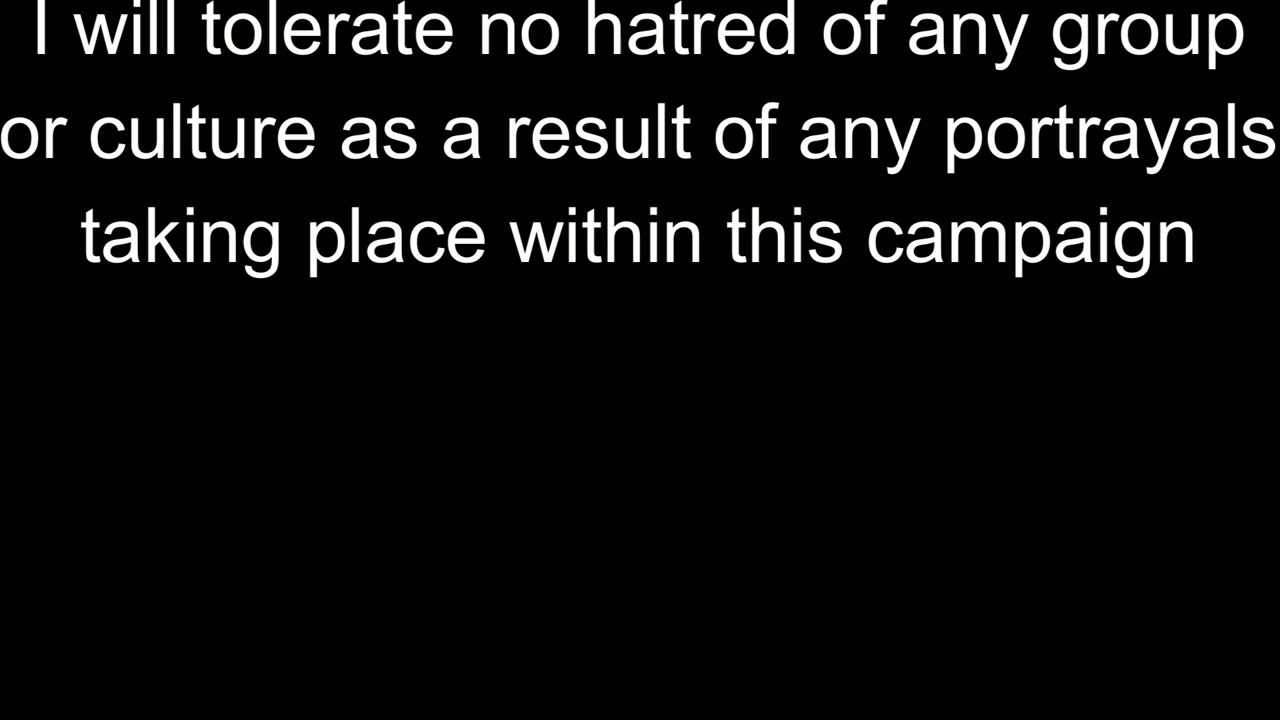 I will tolerate no hatred of any group
or culture as a result of any portrayals
taking place within this campaign